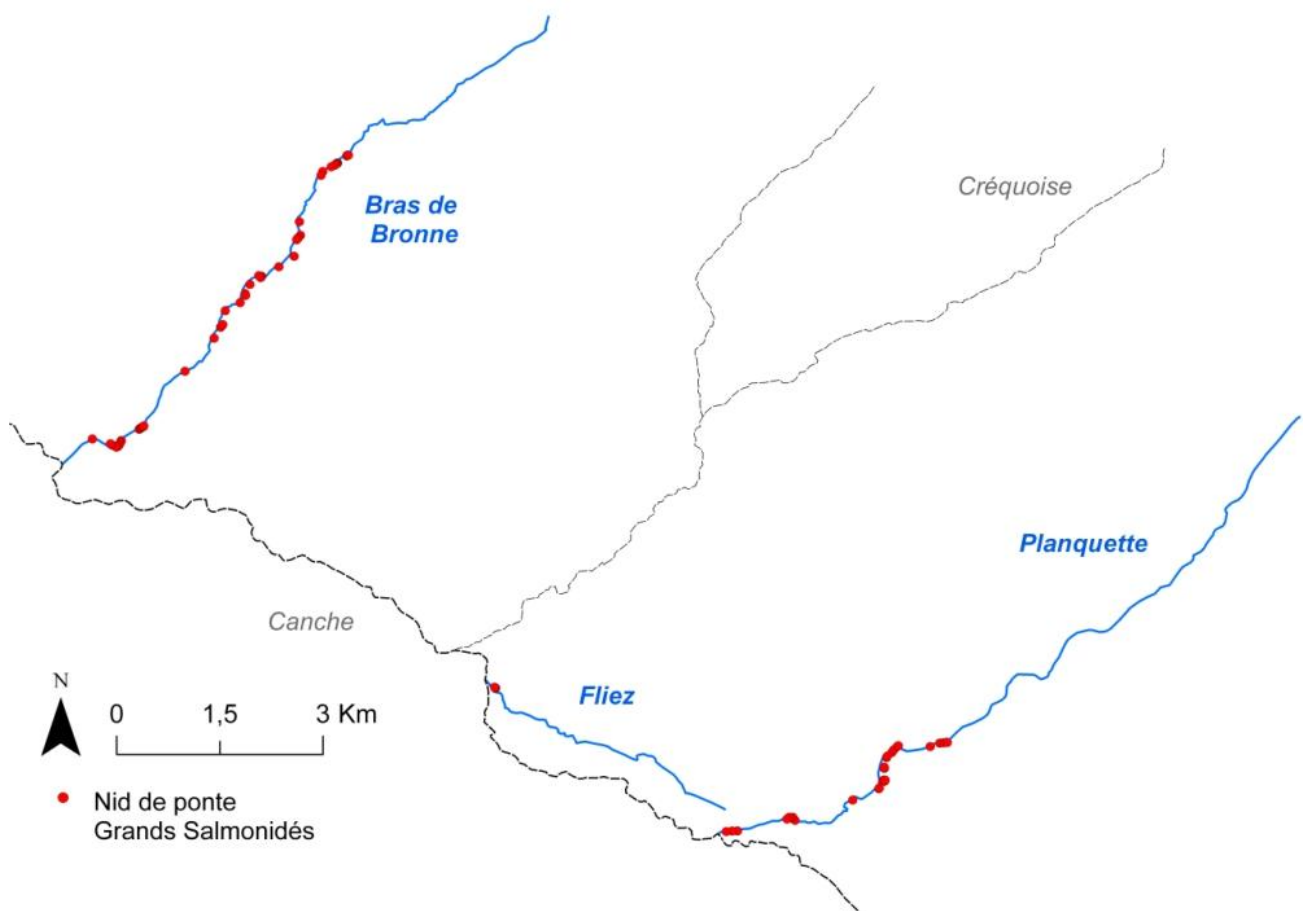 Créquoise
Bras de
Bronne
Planquette
Canche
Fliez
N
0 1,5 3 Km
Nid de ponte
Grands Salmonidés